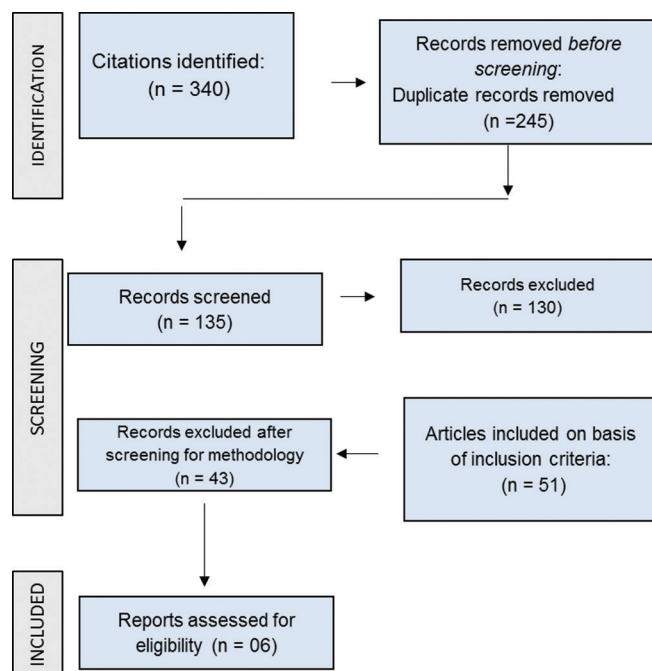 IDENTIFICATION
Citations identified:
(n = 340)
Records removed before
screening:
Duplicate records removed
(n =245)
SCREENING
Records screened
(n = 135)
Records excluded
(n = 130)
Records excluded after
screening for methodology
(n = 43)
Articles included on basis
of inclusion criteria:
(n = 51)
INCLUDED
Reports assessed for
eligibility (n = 06)